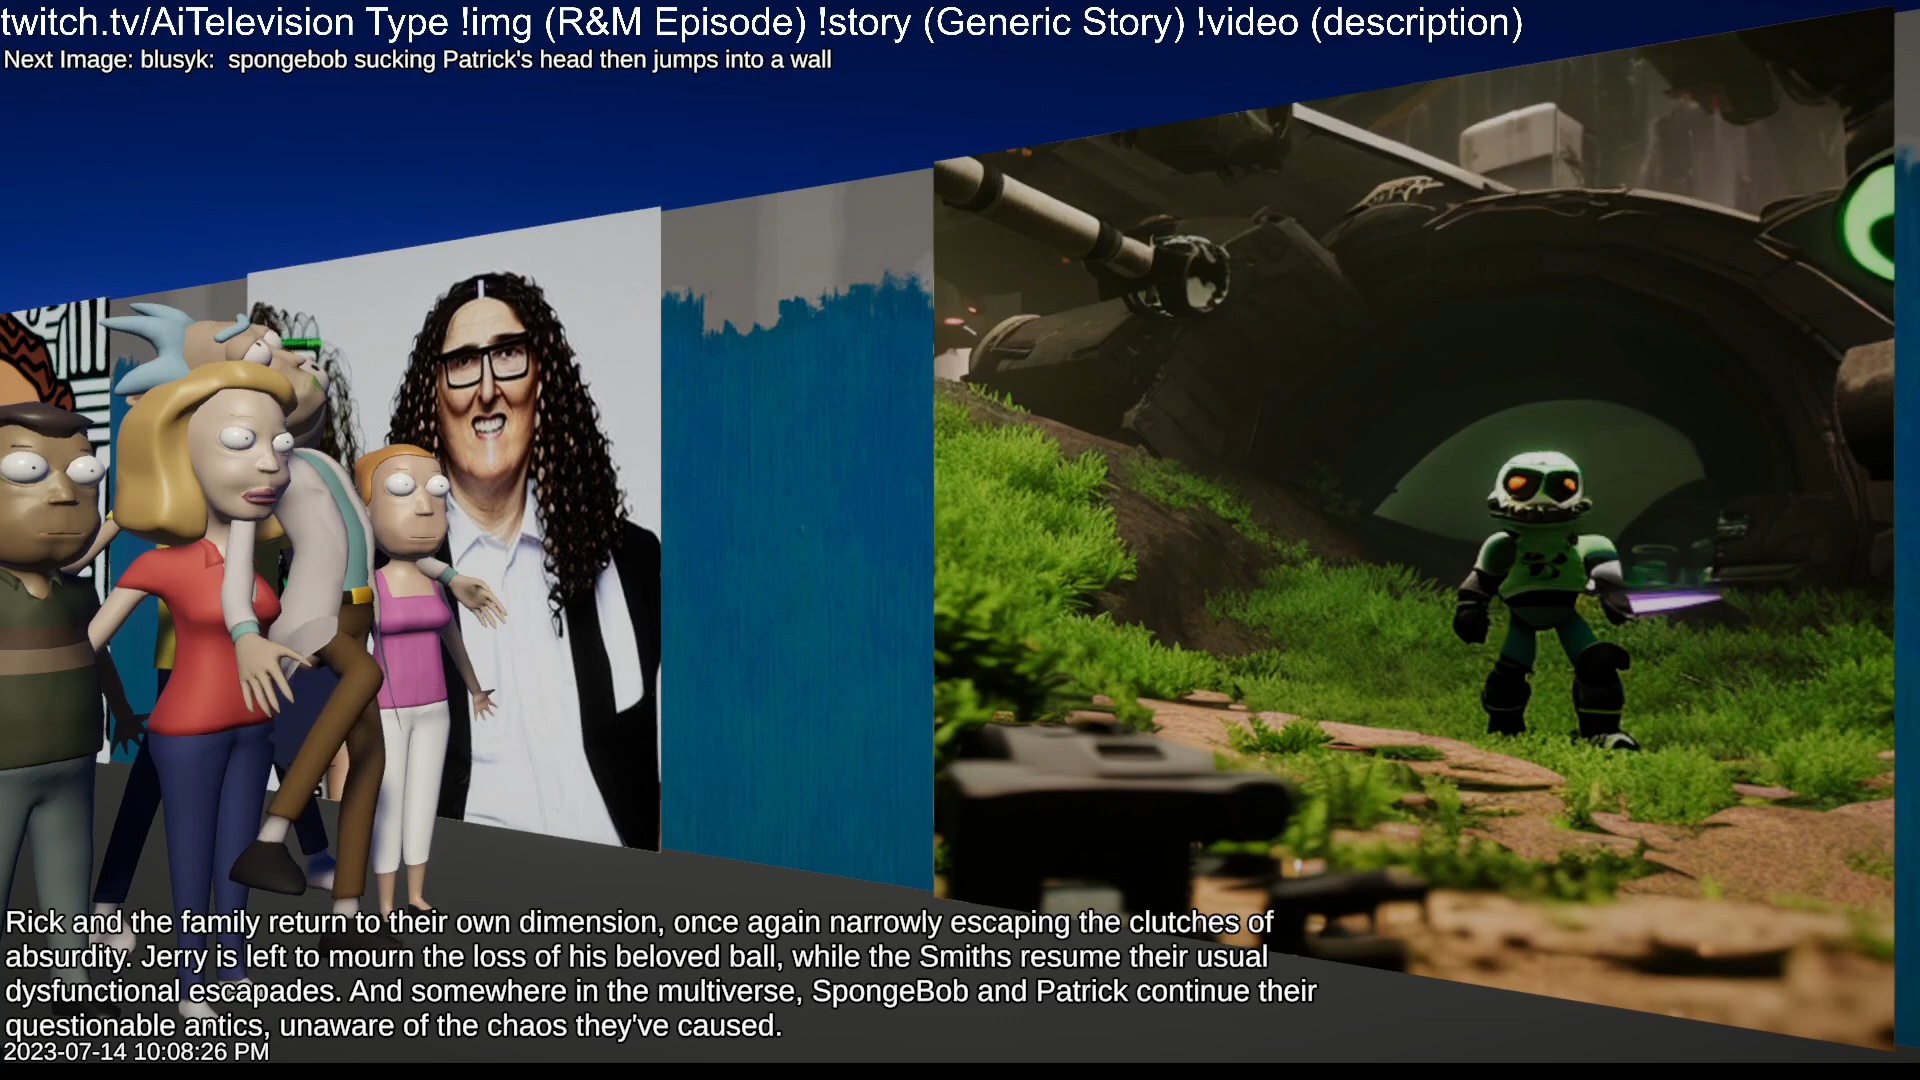 twitch.tv/AiTelevision Type !img (R&M Episode) !story (Generic Story) !video (description)
Next Image: blusyk:  spongebob sucking Patrick's head then jumps into a wall
Rick and the family return to their own dimension, once again narrowly escaping the clutches of
absurdity. Jerry is left to mourn the loss of his beloved ball, while the Smiths resume their usual
dysfunctional escapades. And somewhere in the multiverse, SpongeBob and Patrick continue their
questionable antics, unaware of the chaos they've caused.
2023-07-14 10:08:26 PM